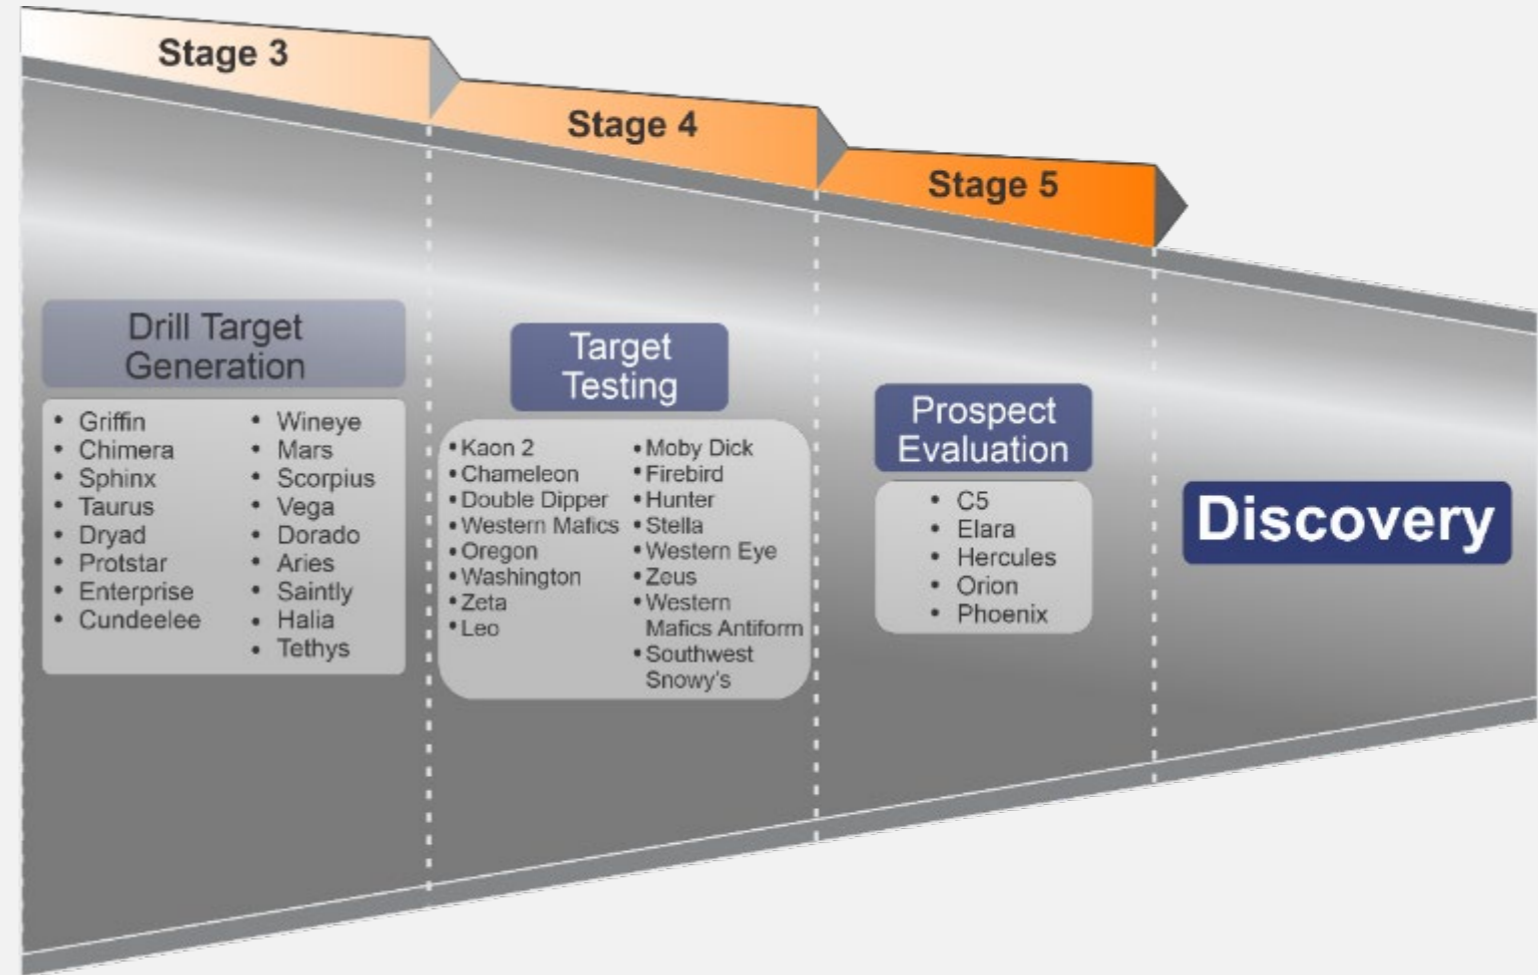 Stage 3
Stage 4
Stage 5
Drill Target
Generation
• Griffin
• Chimera
• Sphinx
• Taurus
• Dryad
• Protstar
• Enterprise
• Cundeelee
• Wineye
• Mars
• Scorpius
• Vega
• Dorado
• Aries
• Saintly
• Halia
• Tethys
Target
Testing
• Kaon 2
• Chameleon
• Double Dipper
• Western Mafics
• Oregon
• Washington
• Zeta
• Leo
• Moby Dick
• Firebird
• Hunter
• Stella
• Western Eye
• Zeus
• Western
Mafics Antiform
• Southwest
Snowy's
Prospect
Evaluation
• C5
• Elara
• Hercules
• Orion
• Phoenix
Discovery